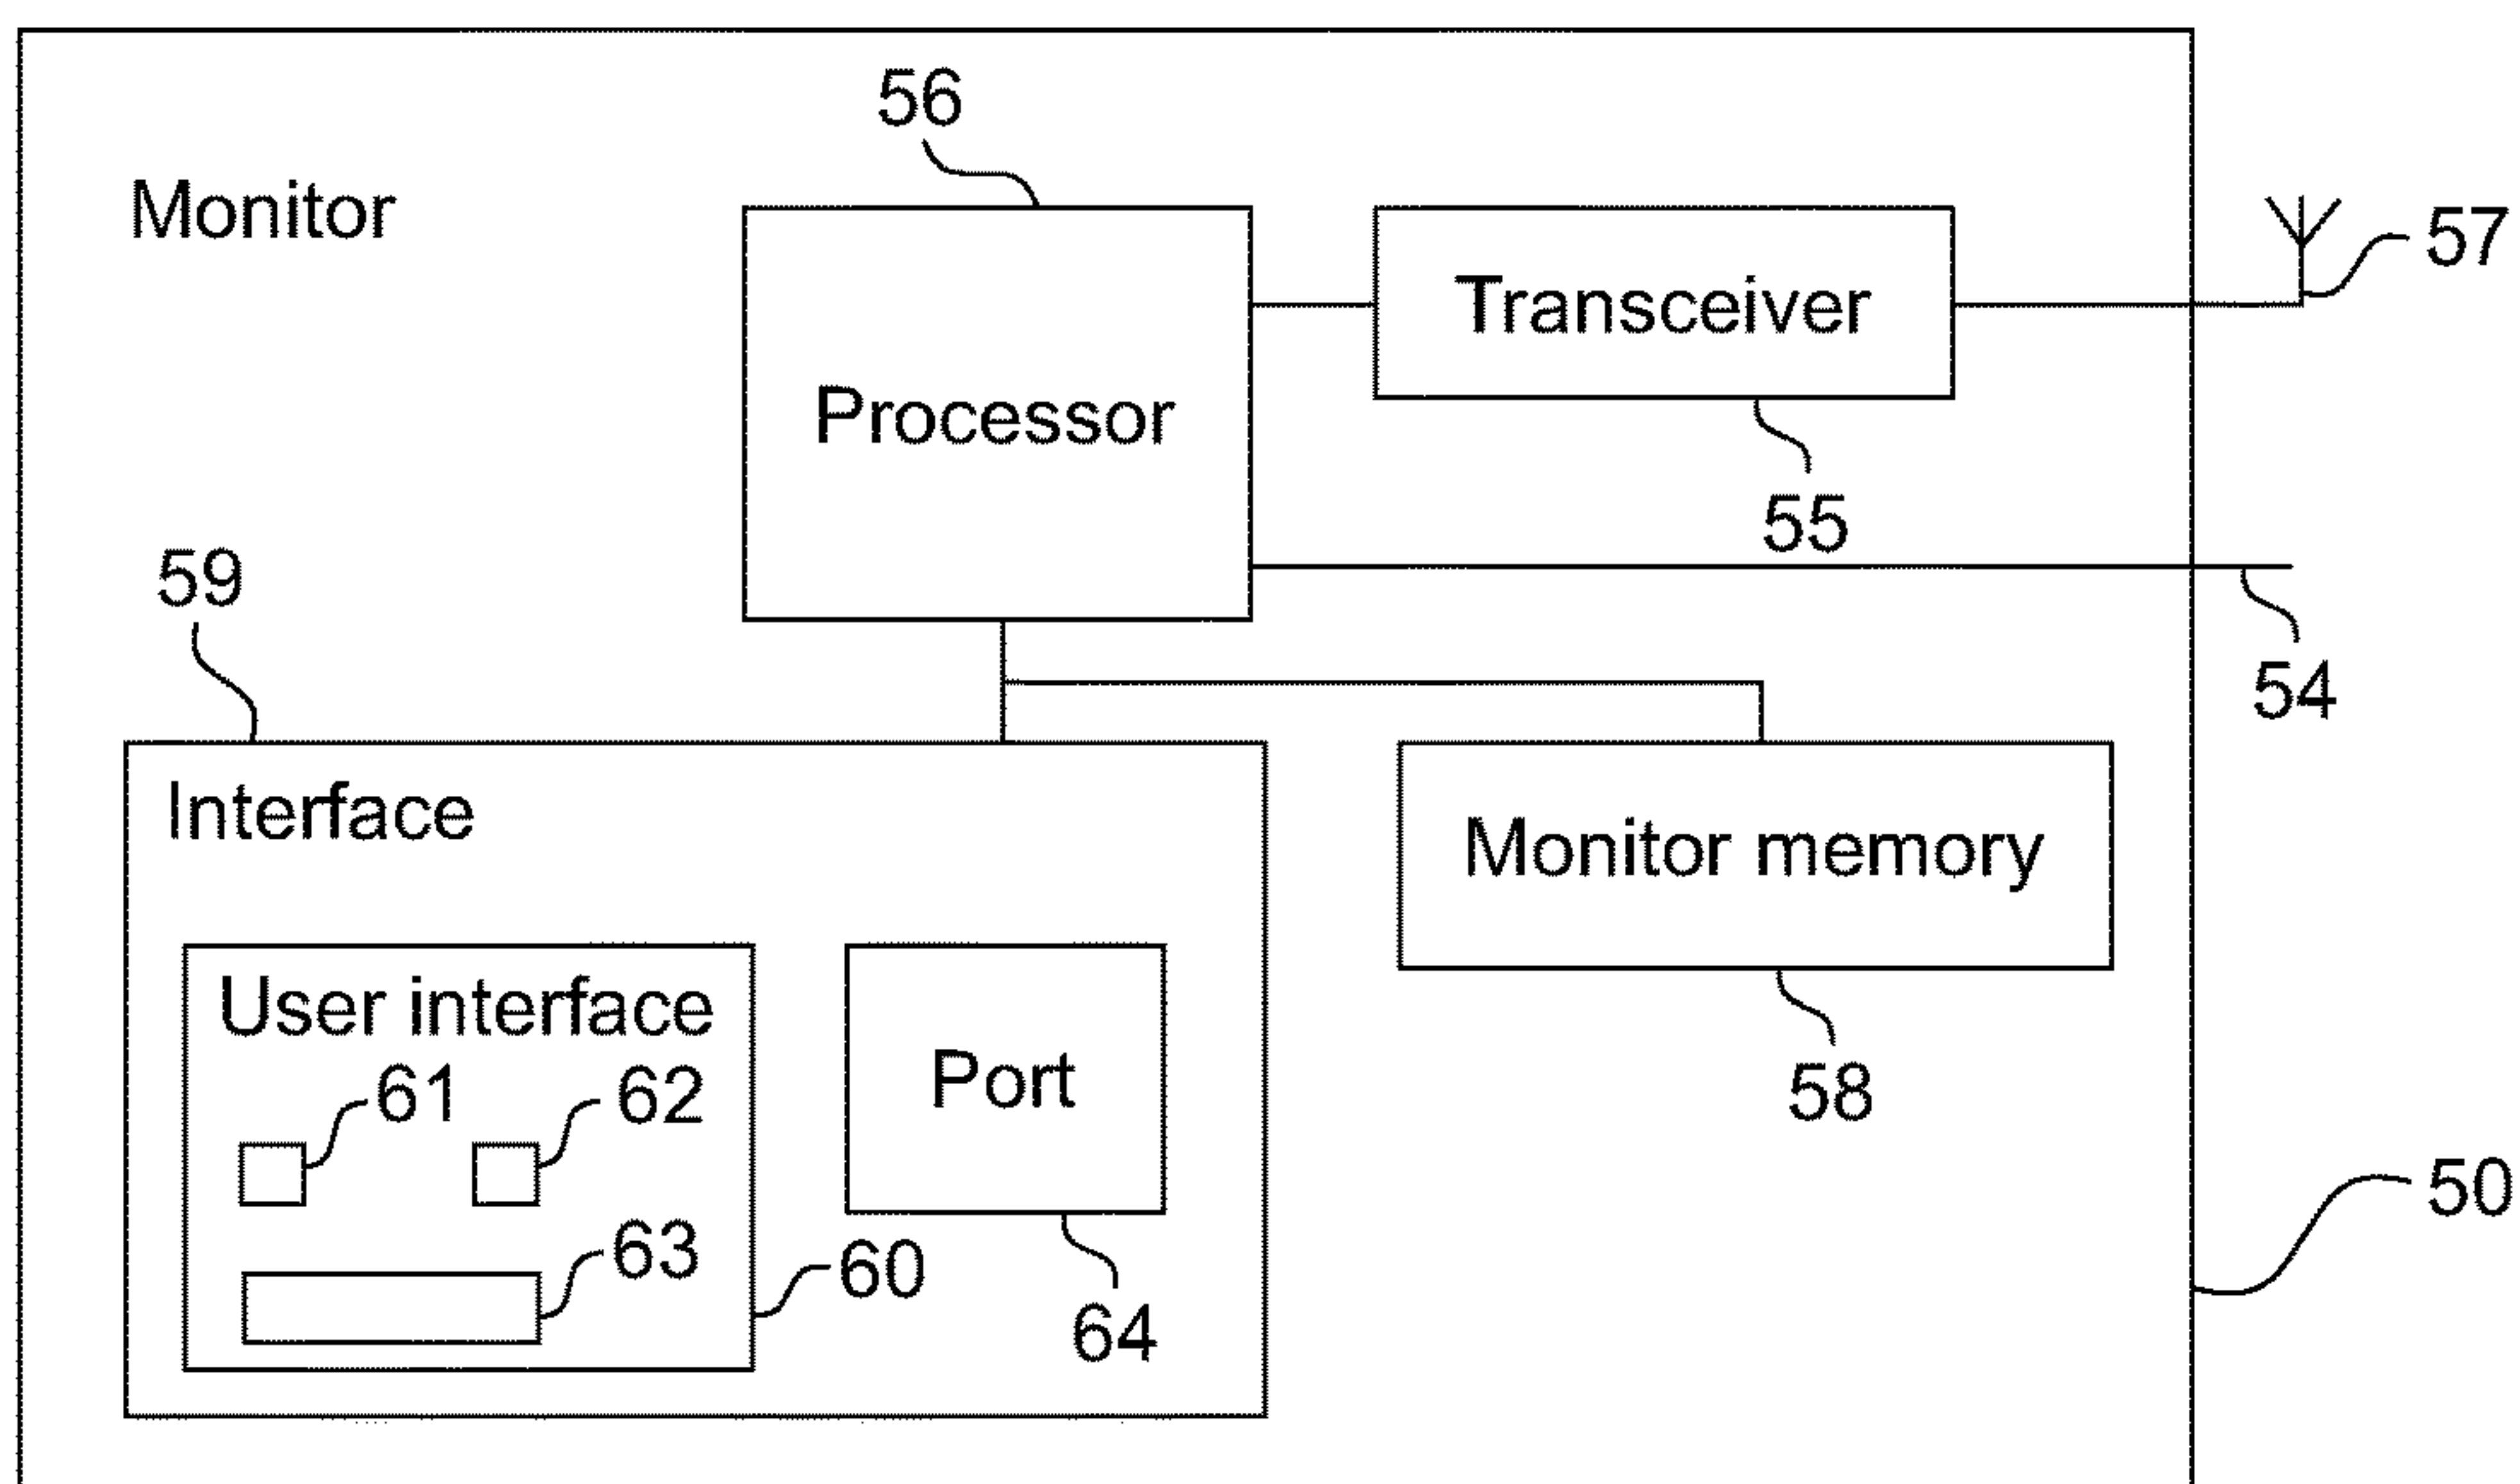 56
Monitor
57
Transceiver
Processor
55
59
54
Interface
Monitor memory
User interface
Port
61
62
58
50
63
60
64